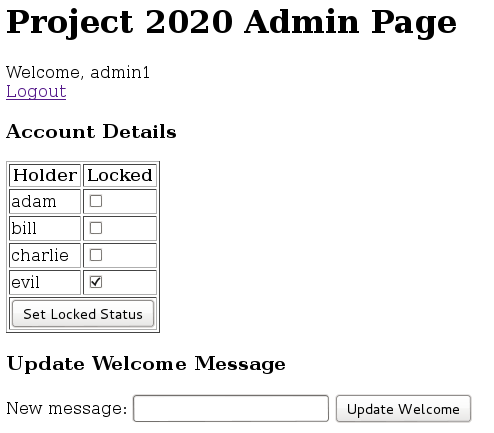 Project 2020 Admin Page
Welcome, admin1
Logout
Account Details
Holder Locked
adam
bill
charlie
evil
Set Locked Status
Update Welcome Message
New message: Update Welcome